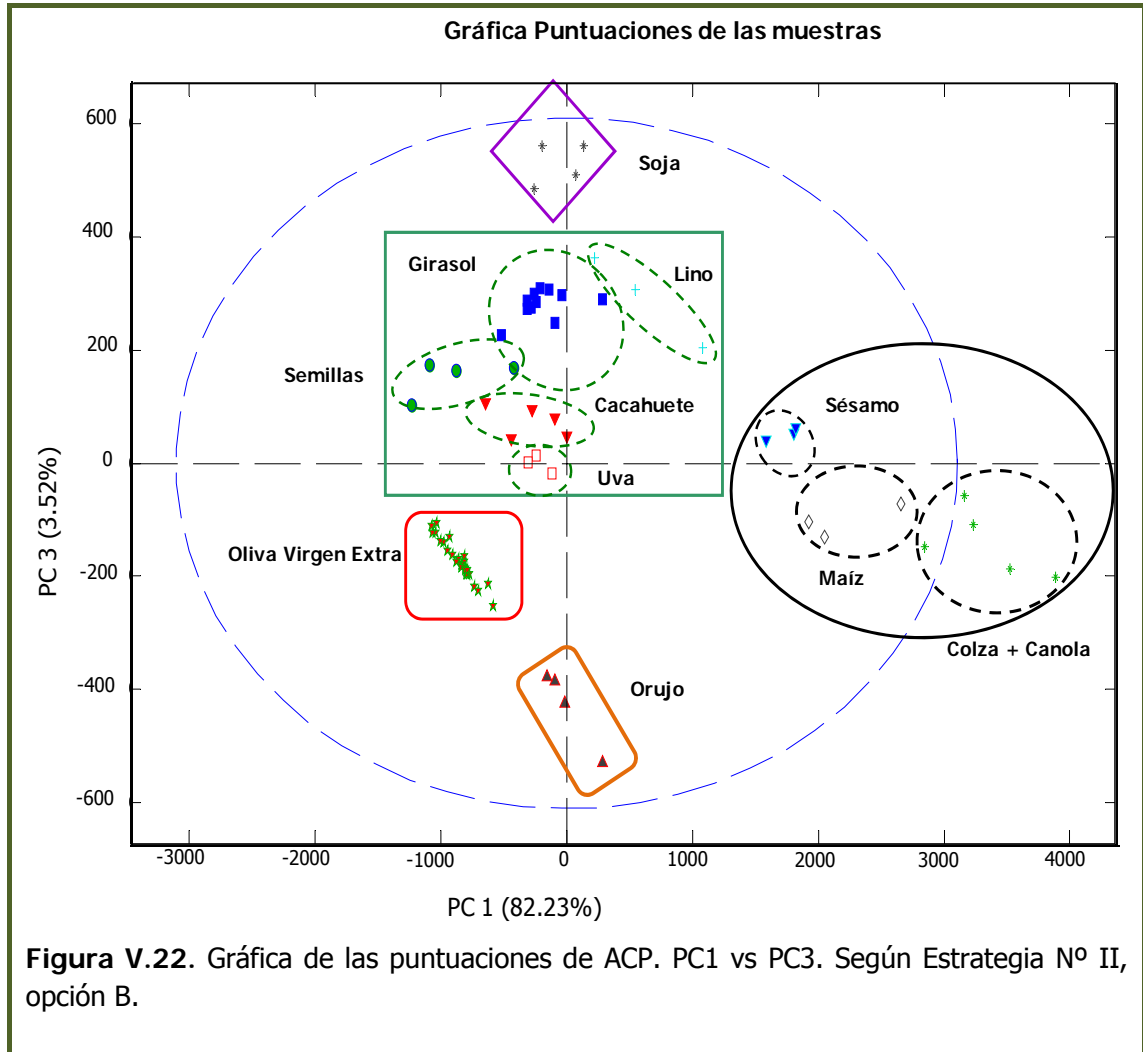 Gráfica Puntuaciones de las muestras
600
400
200
0
-200
-400
-600
PC 3 (3.52%)
Soja
Girasol
Lino
Semillas
Cacahuete
Sésamo
Uva
Oliva Virgen Extra
Maíz
Colza + Canola
Orujo
-3000 -2000 -1000 0 1000 2000 3000 4000
PC 1 (82.23%)
Figura V.22. Gráfica de las puntuaciones de ACP. PC1 vs PC3. Según Estrategia Nº II,
opción B.